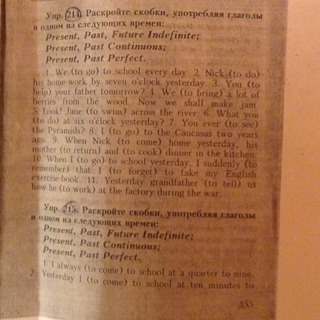 Упр. 214. Раскройте скобки, употребляя глаголы
в одном из следующих времен:
Present, Past, Future Indefinite;
Present, Past Continuous;
Present, Past Perfect.
1. We (to go) to school every day. 2. Nick (to do)
his home work by seven o'clock yesterday. 3. You (to
help) your father tomorrow? 4. We (to bring) a lot of
berries from the wood. Now we shall make jam.
5. Look! Jane (to swim) across the river. 6. What you
(to do) at six o'clock yesterday? 7. You ever (to see)
the Pyramids? 8. I (to go) to the Caucasus two years
ago. 9. When Nick (to come) home yesterday, his
mother (to return) and (to cook) dinner in the kitchen.
10. When I (to go) to school yesterday, I suddenly (to
remember) that I (to forget) to take my English
exercise-book. 11. Yesterday grandfather (to tell) us
how he (to work) at the factory during the war.
Упр. 215. Раскройте скобки, употребляя глаголы
в одном из следующих времен:
Present, Past, Future Indefinite;
Present, Past Continuous;
Present, Past Perfect.
1. I always (to come) to school at a quarter to nine.
2. Yesterday I (to come) to school at ten minutes to
155